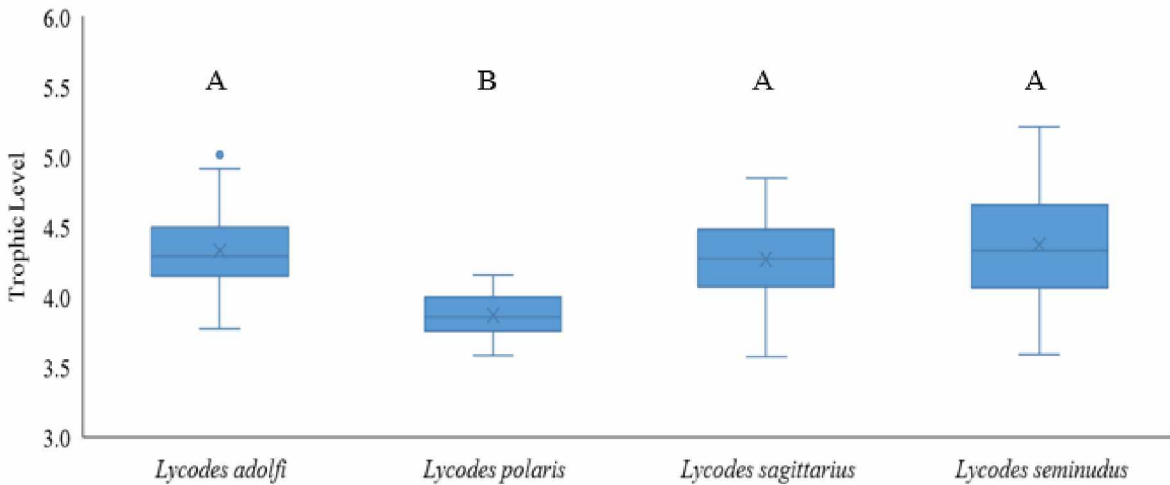 6.0
A B A A
5.5
5.0
Trophic Level
4.5
4.0
3.5
3.0
Lycodes adolfi Lycodes polaris Lycodes sagittarius Lycodes seminudus